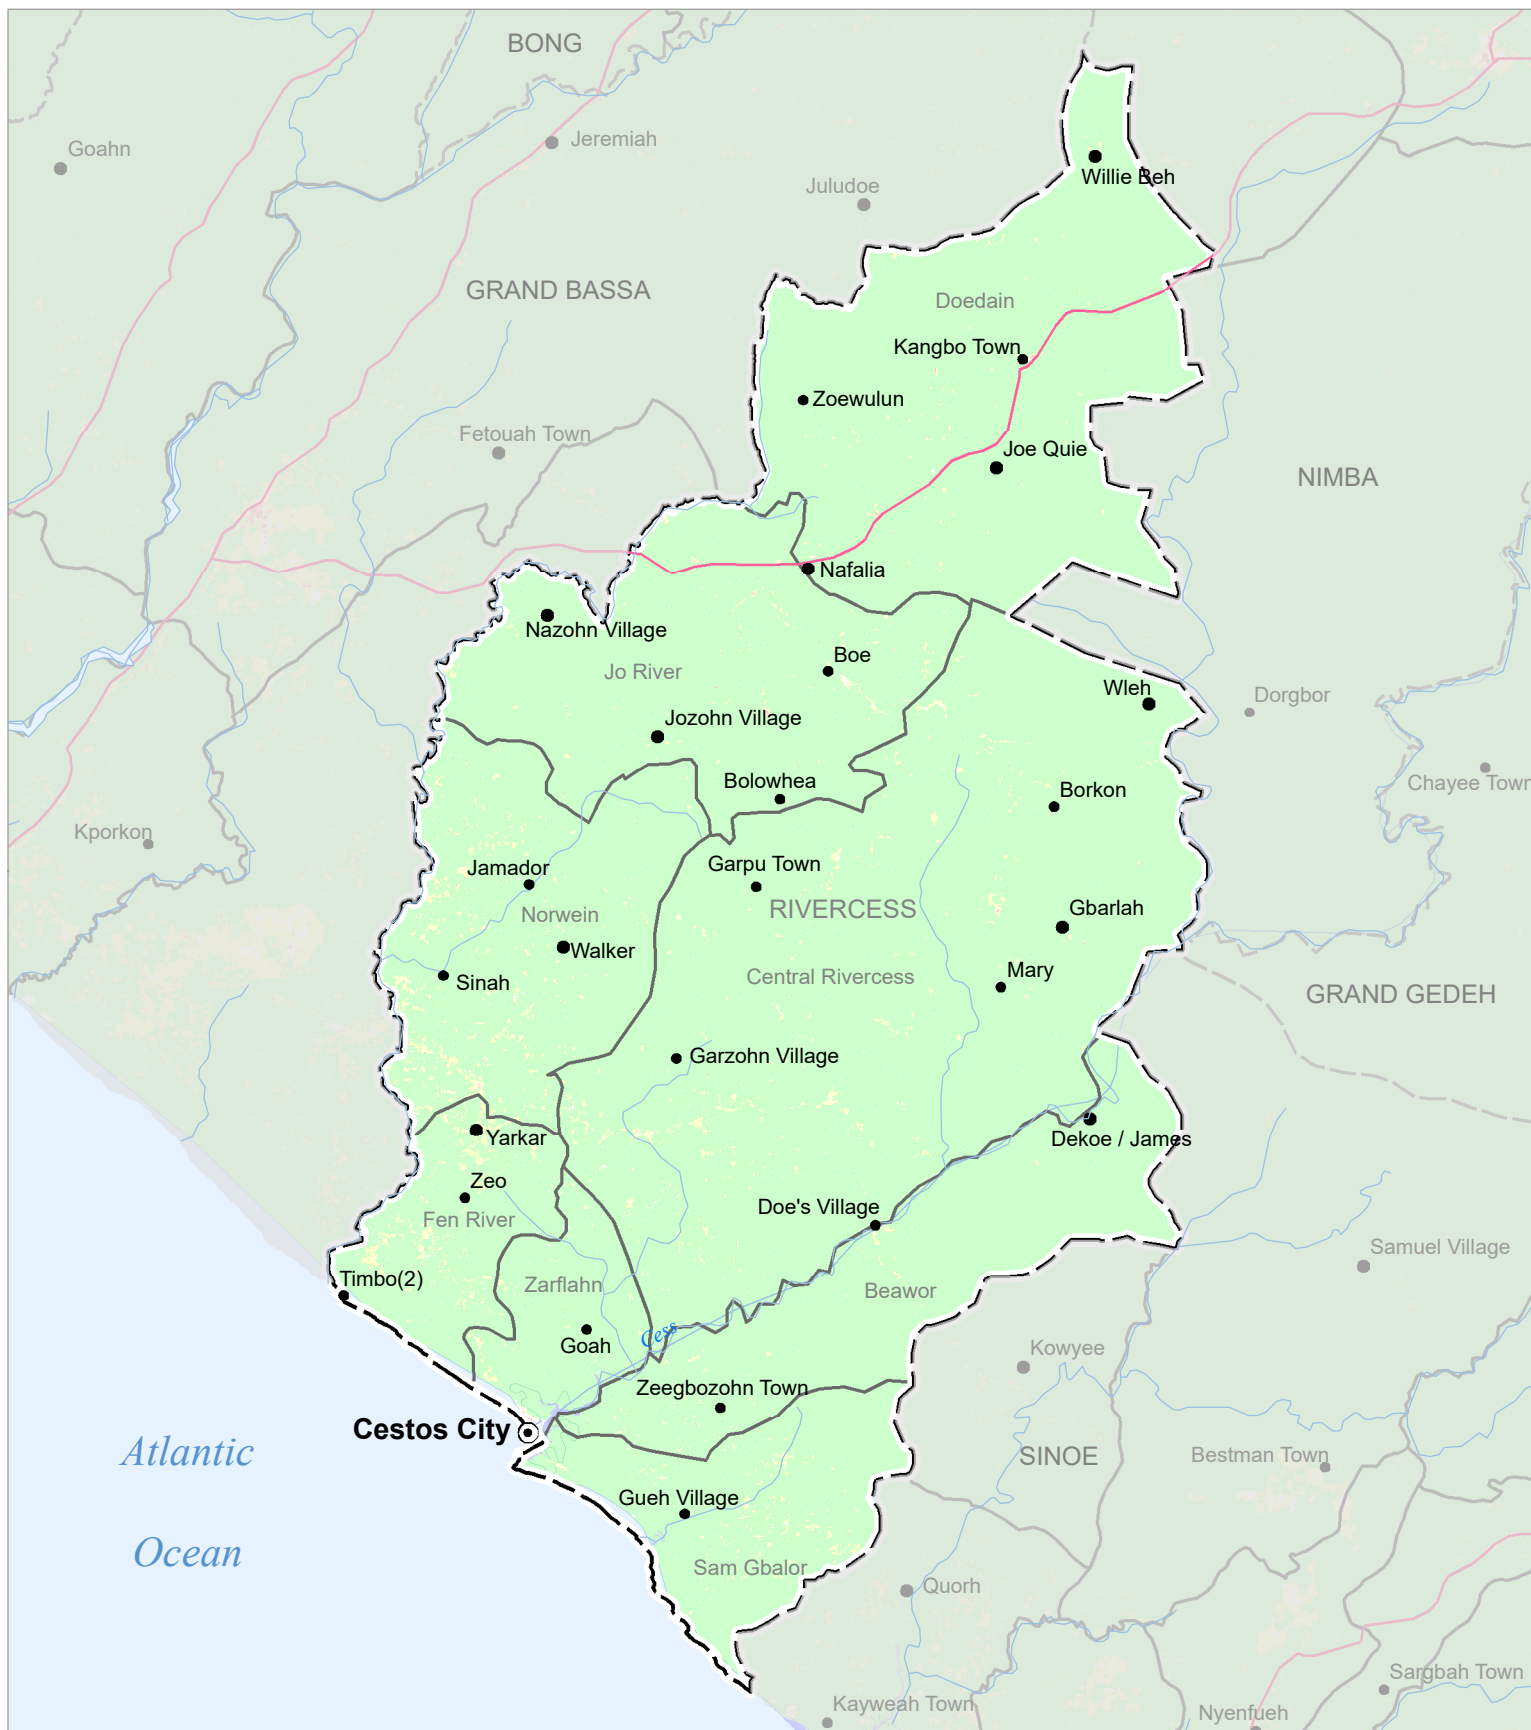 BONG
Goahn
Jeremiah
Willie Beh
Juludoe
GRAND BASSA
Doedain
Kangbo Town
Zoewulun
Fetouah Town
Joe Quie
NIMBA
Nafalia
Nazohn Village
Boe
Jo River
Wleh
Dorgbor
Jozohn Village
Bolowhea
Borkon
Chayee Town
Kporkon
Garpu Town
Jamador
RIVERCESS
Gbarlah
Norwein
Walker
Mary
Central Rivercess
Sinah
GRAND GEDEH
Garzohn Village
Yarkar
Dekoe / James
Zeo
Doe's Village
Fen River
Samuel Village
Timbo(2)
Zarflahn
Beawor
Cess
Goah
Kowyee
Zeegbozohn Town
Cestos City
Atlantic
SINOE
Bestman Town
Gueh Village
Ocean
Sam Gbalor
Quorh
Sargbah Town
Kayweah Town
Nyenfueh